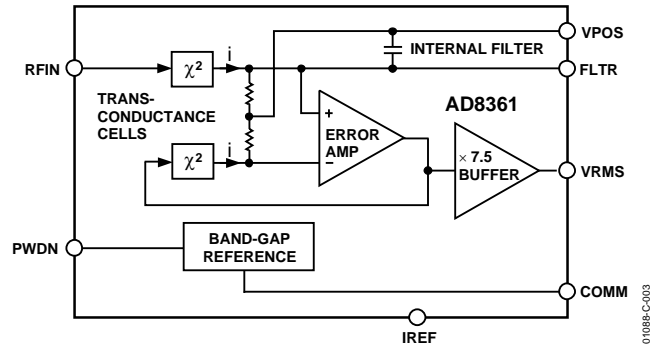 VPOS
INTERNAL FILTER
RFIN
χ²
i
FLTR
TRANS-
CONDUCTANCE
CELLS
AD8361
+
ERROR
AMP
−
χ²
i
× 7.5
BUFFER
VRMS
PWDN
BAND-GAP
REFERENCE
COMM
IREF
01088-C-003